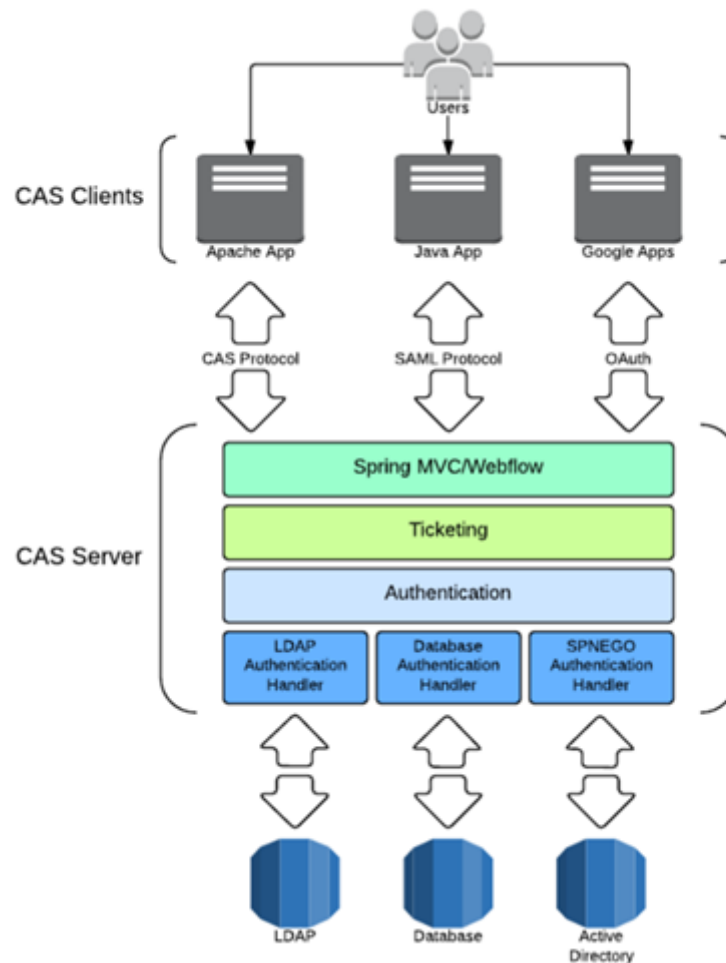 Users
CAS Clients
Apache App
Java App
Google Apps
CAS Protocol
SAML Protocol
OAuth
CAS Server
Spring MVC/Webflow
Ticketing
Authentication
LDAP
Authentication
Handler
Database
Authentication
Handler
SPNEGO
Authentication
Handler
LDAP
Database
Active
Directory